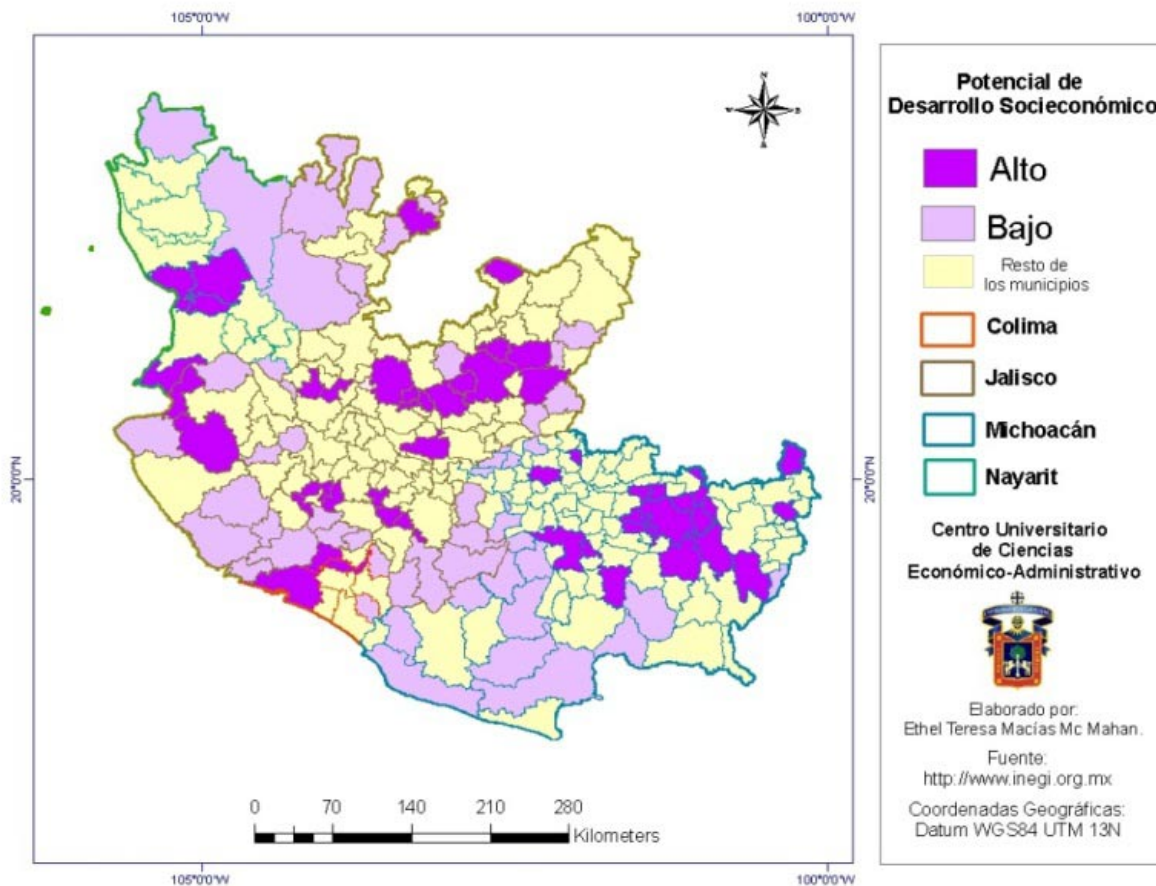 105°0'0"W
100°0'0"W
N
W
E
S
20°0'0"N
20°0'0"N
0 70 140 210 280
Kilometers
105°0'0"W
100°0'0"W
Potencial de
Desarrollo Socieconómico
Alto
Bajo
Resto de
los municipios
Colima
Jalisco
Michoacán
Nayarit
Centro Universitario
de Ciencias
Económico-Administrativo
Elaborado por:
Ethel Teresa Macías Mc Mahan.
Fuente:
http://www.inegi.org.mx
Coordenadas Geográficas:
Datum WGS84 UTM 13N